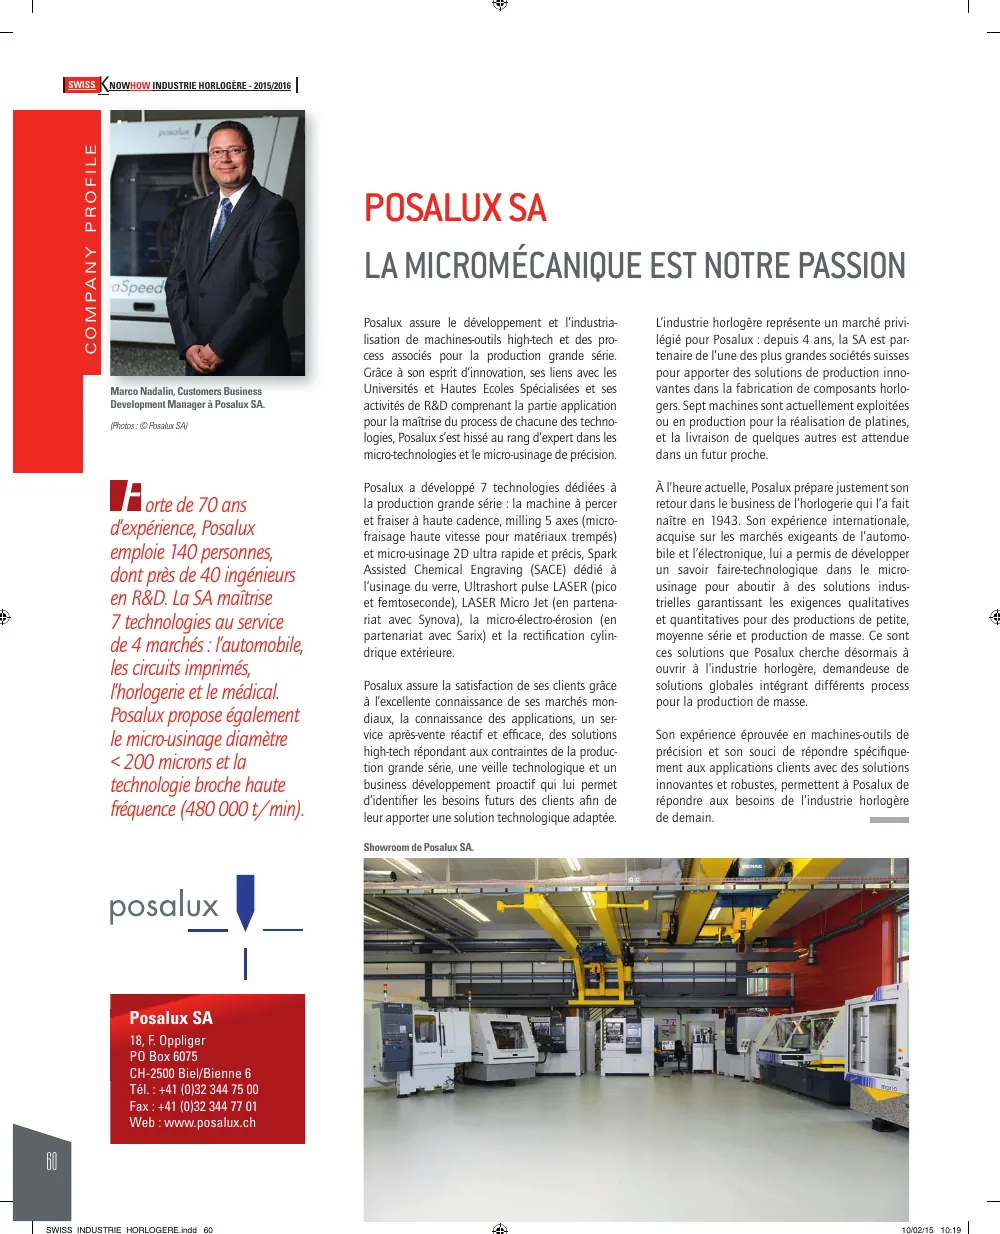 SWISS KNOWHOW INDUSTRIE HORLOGÈRE - 2015/2016
COMPANY PROFILE
posalux
aSpeed
Marco Nadalin, Customers Business
Development Manager à Posalux SA.
(Photos : © Posalux SA)
Forte de 70 ans
d'expérience, Posalux
emploie 140 personnes,
dont près de 40 ingénieurs
en R&D. La SA maîtrise
7 technologies au service
de 4 marchés : l'automobile,
les circuits imprimés,
l'horlogerie et le médical.
Posalux propose également
le micro-usinage diamètre
< 200 microns et la
technologie broche haute
fréquence (480 000 t/min).
posalux
Posalux SA
18, F. Oppliger
PO Box 6075
CH-2500 Biel/Bienne 6
Tél. : +41 (0)32 344 75 00
Fax : +41 (0)32 344 77 01
Web : www.posalux.ch
POSALUX SA
LA MICROMÉCANIQUE EST NOTRE PASSION
Posalux assure le développement et l'industria-
lisation de machines-outils high-tech et des pro-
cess associés pour la production grande série.
Grâce à son esprit d'innovation, ses liens avec les
Universités et Hautes Ecoles Spécialisées et ses
activités de R&D comprenant la partie application
pour la maîtrise du process de chacune des techno-
logies, Posalux s'est hissé au rang d'expert dans les
micro-technologies et le micro-usinage de précision.
Posalux a développé 7 technologies dédiées à
la production grande série : la machine à percer
et fraiser à haute cadence, milling 5 axes (micro-
fraisage haute vitesse pour matériaux trempés)
et micro-usinage 2D ultra rapide et précis, Spark
Assisted Chemical Engraving (SACE) dédié à
l'usinage du verre, Ultrashort pulse LASER (pico
et femtoseconde), LASER Micro Jet (en partena-
riat avec Synova), la micro-électro-érosion (en
partenariat avec Sarix) et la rectification cylin-
drique extérieure.
Posalux assure la satisfaction de ses clients grâce
à l'excellente connaissance de ses marchés mon-
diaux, la connaissance des applications, un ser-
vice après-vente réactif et efficace, des solutions
high-tech répondant aux contraintes de la produc-
tion grande série, une veille technologique et un
business développement proactif qui lui permet
d'identifier les besoins futurs des clients afin de
leur apporter une solution technologique adaptée.
L'industrie horlogère représente un marché privi-
légié pour Posalux : depuis 4 ans, la SA est par-
tenaire de l'une des plus grandes sociétés suisses
pour apporter des solutions de production inno-
vantes dans la fabrication de composants horlo-
gers. Sept machines sont actuellement exploitées
ou en production pour la réalisation de platines,
et la livraison de quelques autres est attendue
dans un futur proche.
À l'heure actuelle, Posalux prépare justement son
retour dans le business de l'horlogerie qui l'a fait
naître en 1943. Son expérience internationale,
acquise sur les marchés exigeants de l'automo-
bile et l'électronique, lui a permis de développer
un savoir faire-technologique dans le micro-
usinage pour aboutir à des solutions indus-
trielles garantissant les exigences qualitatives
et quantitatives pour des productions de petite,
moyenne série et production de masse. Ce sont
ces solutions que Posalux cherche désormais à
ouvrir à l'industrie horlogère, demandeuse de
solutions globales intégrant différents process
pour la production de masse.
Son expérience éprouvée en machines-outils de
précision et son souci de répondre spécifique-
ment aux applications clients avec des solutions
innovantes et robustes, permettent à Posalux de
répondre aux besoins de l'industrie horlogère
de demain.
Showroom de Posalux SA.
60
SWISS_INDUSTRIE_HORLOGERE.indd 60
10/02/15 10:19